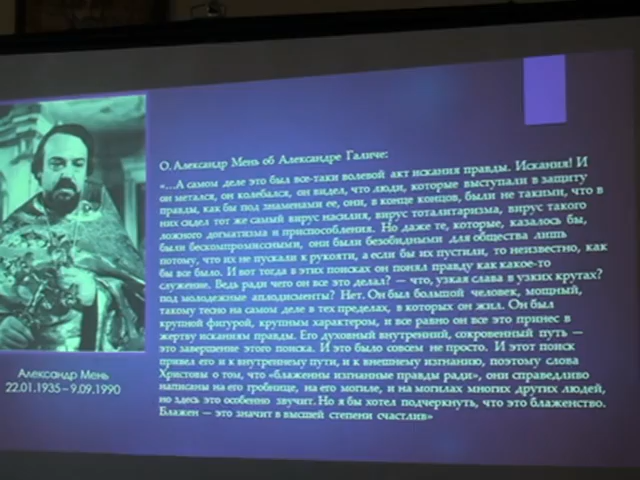 О. Александр Мень об Александре Галиче:
«...А самом деле это был все-таки волевой акт искания правды. Искания! И
он метался, он колебался, он видел, что люди, которые выступали в защиту
правды, как бы под знаменами ее, они, в конце концов, были не такими, что в
них сидел тот же самый вирус насилия, вирус тоталитаризма, вирус такого
ложного догматизма и приспособления. Но даже те, которые, казалось бы,
были бескомпромиссными, они были безобидными для общества лишь
потому, что их не пускали к рукояти, а если бы их пустили, то неизвестно, как
бы все было. И вот тогда в этих поисках он понял правду как какое-то
служение. Ведь ради чего он все это делал? — что, узкая слава в узких крутах?
под молодежные аплодисменты? Нет. Он был большой человек, мощный,
такому тесно на самом деле в тех пределах, в которых он жил. Он был
крупной фигурой, крупным характером, и все равно он все это принес в
жертву исканиям правды. Его духовный внутренний, сокровенный путь —
это завершение этого поиска. И это было совсем не просто. И этот поиск
привел его и к внутреннему пути, и к внешнему изгнанию, поэтому слова
Христовы о том, что «блаженны изгнанные правды ради», они справедливо
написаны на его гробнице, на его могиле, и на могилах многих других людей,
но здесь это особенно звучит. Но я бы хотел подчеркнуть, что это блаженство.
Блажен — это значит в высшей степени счастлив»
Александр Мень
22.01.1935 – 9.09.1990